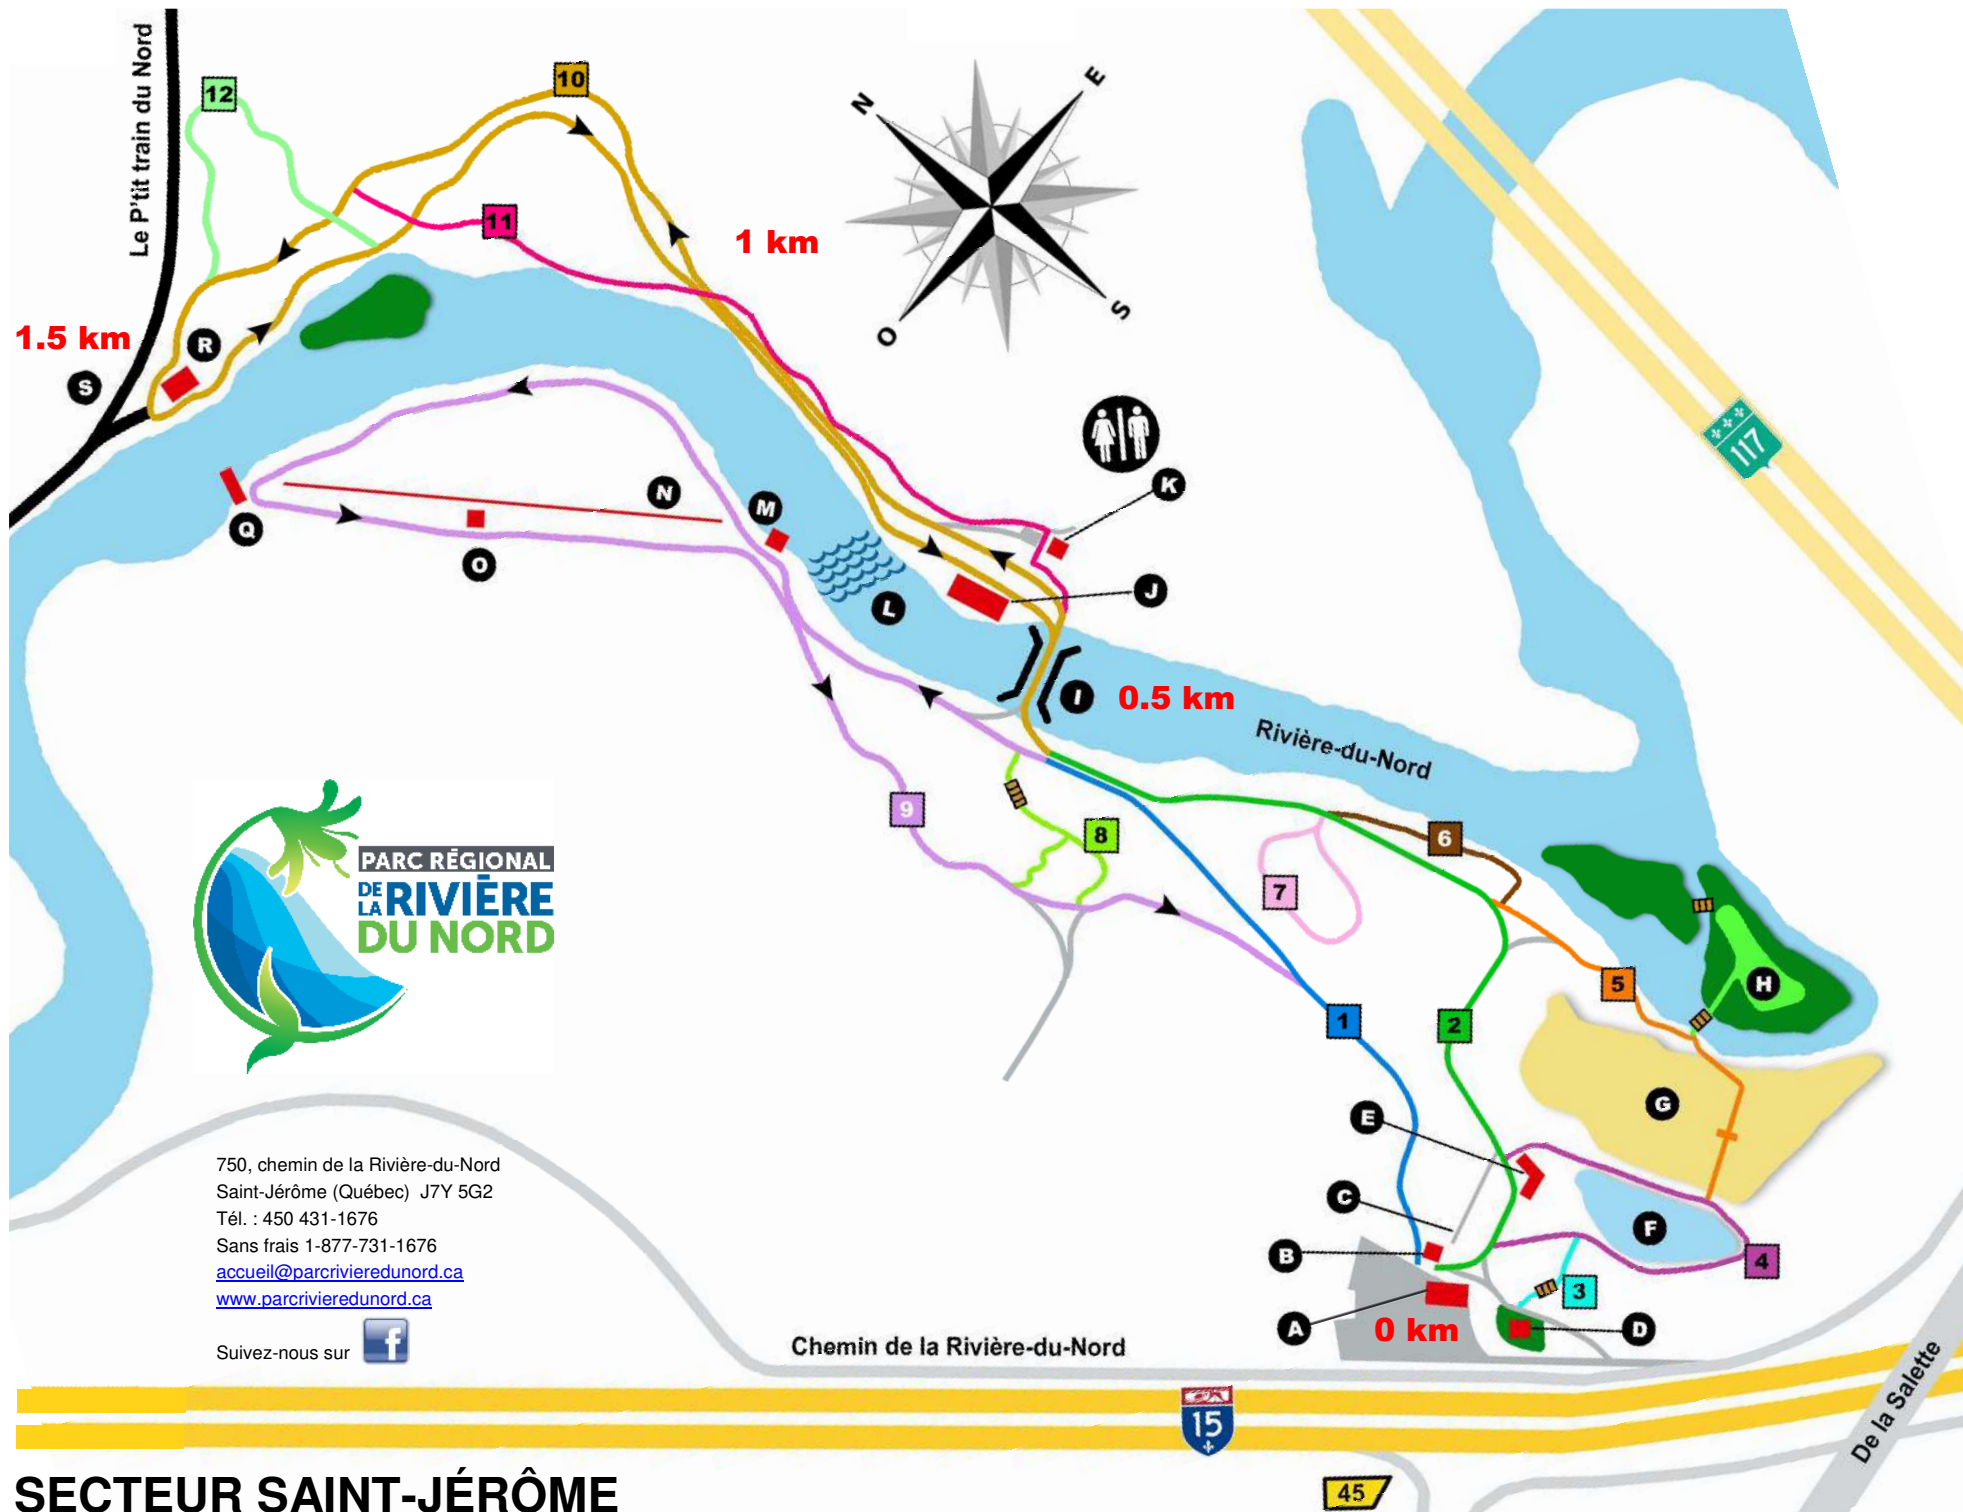 Le P'tit train du Nord
12
10
11
N
E
S
O
1 km
1.5 km
R
S
117
K
N
M
Q
O
J
L
I
0.5 km
Rivière-du-Nord
9
8
6
7
PARC RÉGIONAL
DE LA RIVIÈRE
DU NORD
5
H
1
2
G
E
C
F
B
4
3
A
0 km
D
750, chemin de la Rivière-du-Nord
Saint-Jérôme (Québec) J7Y 5G2
Tél. : 450 431-1676
Sans frais 1-877-731-1676
accueil@parcrivieredunord.ca
www.parcrivieredunord.ca
Suivez-nous sur f
Chemin de la Rivière-du-Nord
De la Salette
15
45
SECTEUR SAINT-JÉRÔME